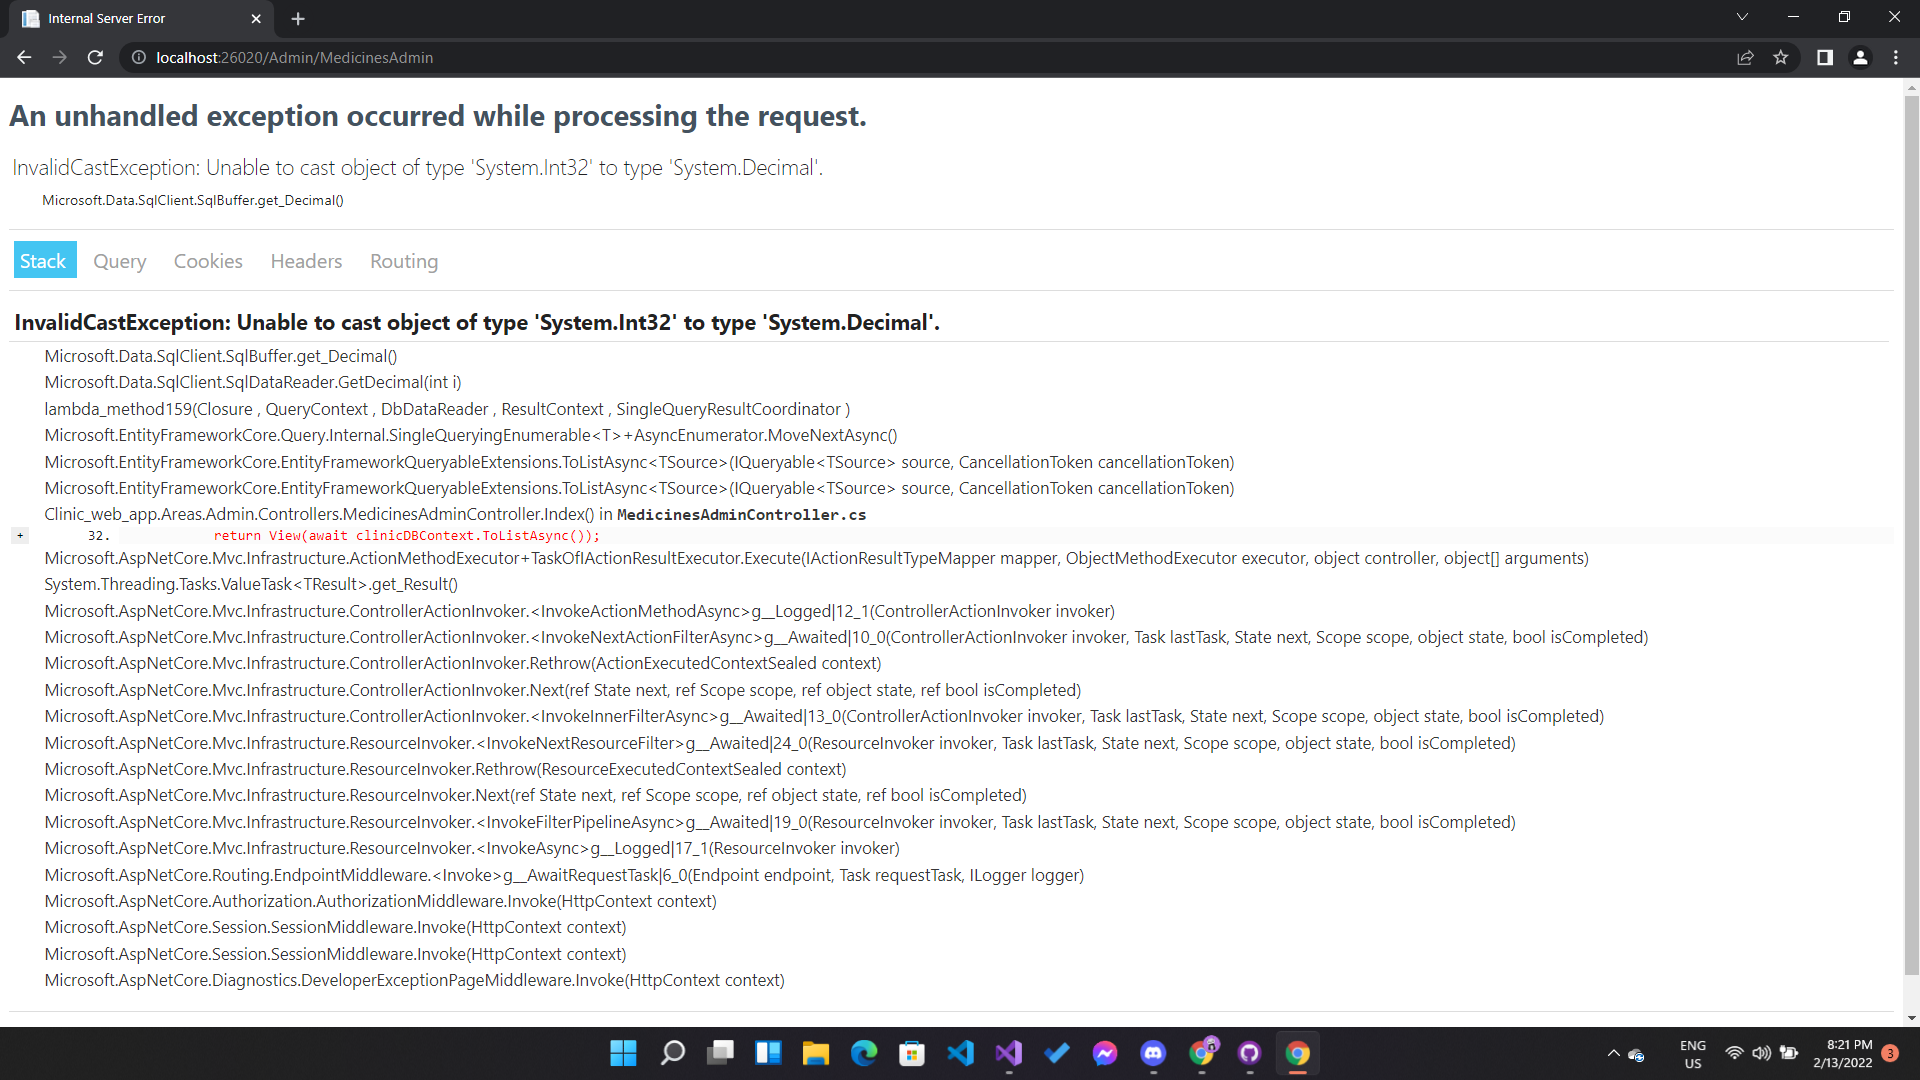 Internal Server Error
localhost:26020/Admin/MedicinesAdmin
An unhandled exception occurred while processing the request.
InvalidCastException: Unable to cast object of type 'System.Int32' to type 'System.Decimal'.
Microsoft.Data.SqlClient.SqlBuffer.get_Decimal()
Stack Query Cookies Headers Routing
InvalidCastException: Unable to cast object of type 'System.Int32' to type 'System.Decimal'.
Microsoft.Data.SqlClient.SqlBuffer.get_Decimal()
Microsoft.Data.SqlClient.SqlDataReader.GetDecimal(int i)
lambda_method159(Closure , QueryContext , DbDataReader , ResultContext , SingleQueryResultCoordinator )
Microsoft.EntityFrameworkCore.Query.Internal.SingleQueryingEnumerable<T>+AsyncEnumerator.MoveNextAsync()
Microsoft.EntityFrameworkCore.EntityFrameworkQueryableExtensions.ToListAsync<TSource>(IQueryable<TSource> source, CancellationToken cancellationToken)
Microsoft.EntityFrameworkCore.EntityFrameworkQueryableExtensions.ToListAsync<TSource>(IQueryable<TSource> source, CancellationToken cancellationToken)
Clinic_web_app.Areas.Admin.Controllers.MedicinesAdminController.Index() in MedicinesAdminController.cs
+ 32. return View(await clinicDBContext.ToListAsync());
Microsoft.AspNetCore.Mvc.Infrastructure.ActionMethodExecutor+TaskOfIActionResultExecutor.Execute(IActionResultTypeMapper mapper, ObjectMethodExecutor executor, object controller, object[] arguments)
System.Threading.Tasks.ValueTask<TResult>.get_Result()
Microsoft.AspNetCore.Mvc.Infrastructure.ControllerActionInvoker.<InvokeActionMethodAsync>g__Logged|12_1(ControllerActionInvoker invoker)
Microsoft.AspNetCore.Mvc.Infrastructure.ControllerActionInvoker.<InvokeNextActionFilterAsync>g__Awaited|10_0(ControllerActionInvoker invoker, Task lastTask, State next, Scope scope, object state, bool isCompleted)
Microsoft.AspNetCore.Mvc.Infrastructure.ControllerActionInvoker.Rethrow(ActionExecutedContextSealed context)
Microsoft.AspNetCore.Mvc.Infrastructure.ControllerActionInvoker.Next(ref State next, ref Scope scope, ref object state, ref bool isCompleted)
Microsoft.AspNetCore.Mvc.Infrastructure.ControllerActionInvoker.<InvokeInnerFilterAsync>g__Awaited|13_0(ControllerActionInvoker invoker, Task lastTask, State next, Scope scope, object state, bool isCompleted)
Microsoft.AspNetCore.Mvc.Infrastructure.ResourceInvoker.<InvokeNextResourceFilter>g__Awaited|24_0(ResourceInvoker invoker, Task lastTask, State next, Scope scope, object state, bool isCompleted)
Microsoft.AspNetCore.Mvc.Infrastructure.ResourceInvoker.Rethrow(ResourceExecutedContextSealed context)
Microsoft.AspNetCore.Mvc.Infrastructure.ResourceInvoker.Next(ref State next, ref Scope scope, ref object state, ref bool isCompleted)
Microsoft.AspNetCore.Mvc.Infrastructure.ResourceInvoker.<InvokeFilterPipelineAsync>g__Awaited|19_0(ResourceInvoker invoker, Task lastTask, State next, Scope scope, object state, bool isCompleted)
Microsoft.AspNetCore.Mvc.Infrastructure.ResourceInvoker.<InvokeAsync>g__Logged|17_1(ResourceInvoker invoker)
Microsoft.AspNetCore.Routing.EndpointMiddleware.<Invoke>g__AwaitRequestTask|6_0(Endpoint endpoint, Task requestTask, ILogger logger)
Microsoft.AspNetCore.Authorization.AuthorizationMiddleware.Invoke(HttpContext context)
Microsoft.AspNetCore.Session.SessionMiddleware.Invoke(HttpContext context)
Microsoft.AspNetCore.Session.SessionMiddleware.Invoke(HttpContext context)
Microsoft.AspNetCore.Diagnostics.DeveloperExceptionPageMiddleware.Invoke(HttpContext context)
ENG
US
8:21 PM
2/13/2022
3